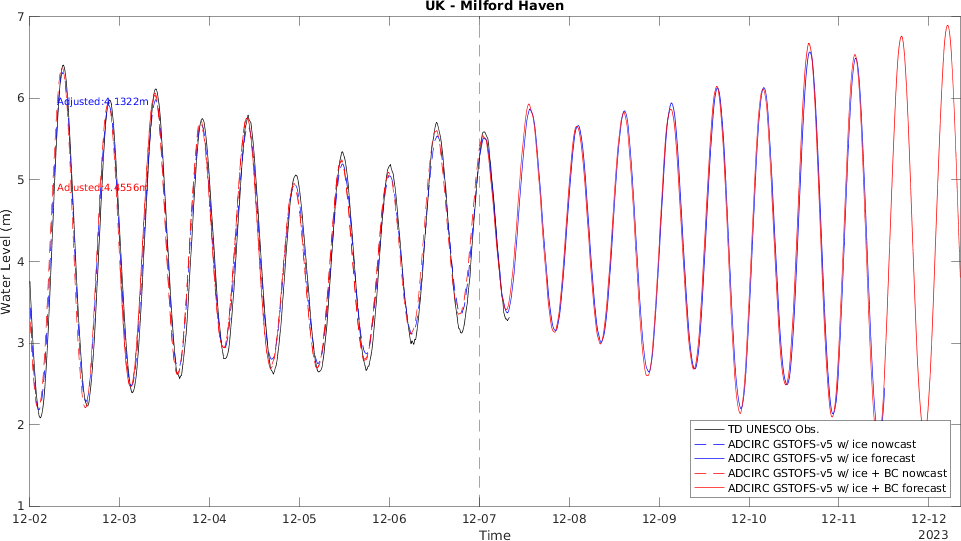 UK - Milford Haven
7
6
5
4
3
2
1
Water Level (m)
Adjusted:4.1322m
Adjusted:4.4556m
TD UNESCO Obs.
ADCIRC GSTOFS-v5 w/ ice nowcast
ADCIRC GSTOFS-v5 w/ ice forecast
ADCIRC GSTOFS-v5 w/ ice + BC nowcast
ADCIRC GSTOFS-v5 w/ ice + BC forecast
12-02 12-03 12-04 12-05 12-06 12-07 12-08 12-09 12-10 12-11 12-12
2023
Time